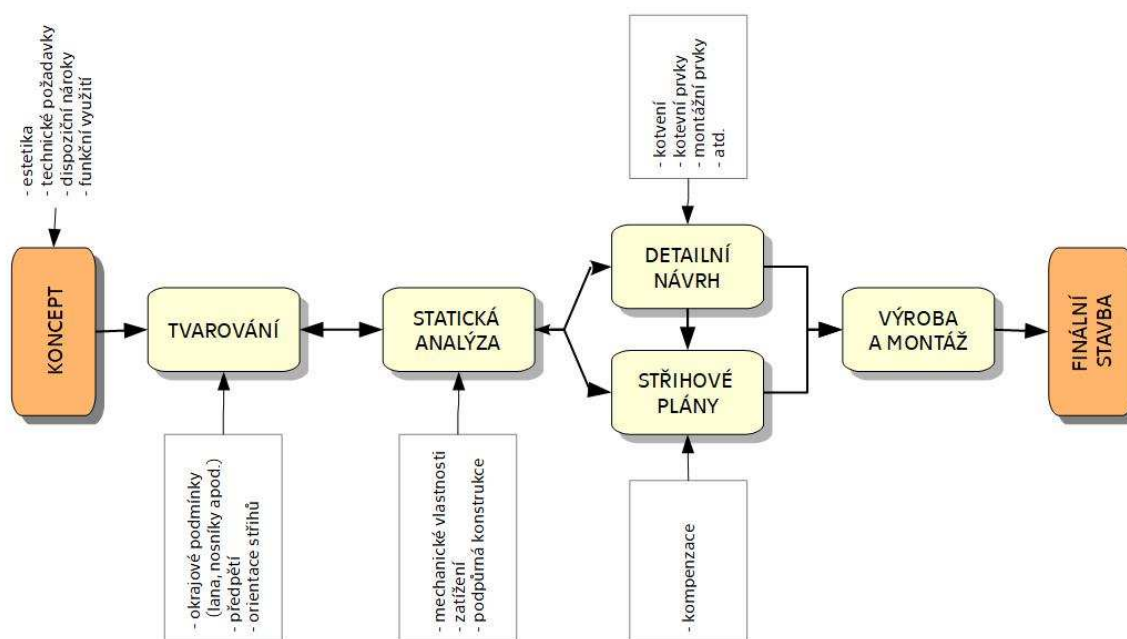 - estetika
- technické požadavky
- dispoziční nároky
- funkční využití
KONCEPT
TVAROVÁNÍ
- okrajové podmínky
(lana, nosníky apod.)
- předpětí
- orientace střihů
STATICKÁ
ANALÝZA
- mechanické vlastnosti
- zatížení
- podpůrná konstrukce
- kotvení
- kotevní prvky
- montážní prvky
- atd.
DETAILNÍ
NÁVRH
STŘIHOVÉ
PLÁNY
- kompenzace
VÝROBA
A MONTÁŽ
FINÁLNÍ
STAVBA